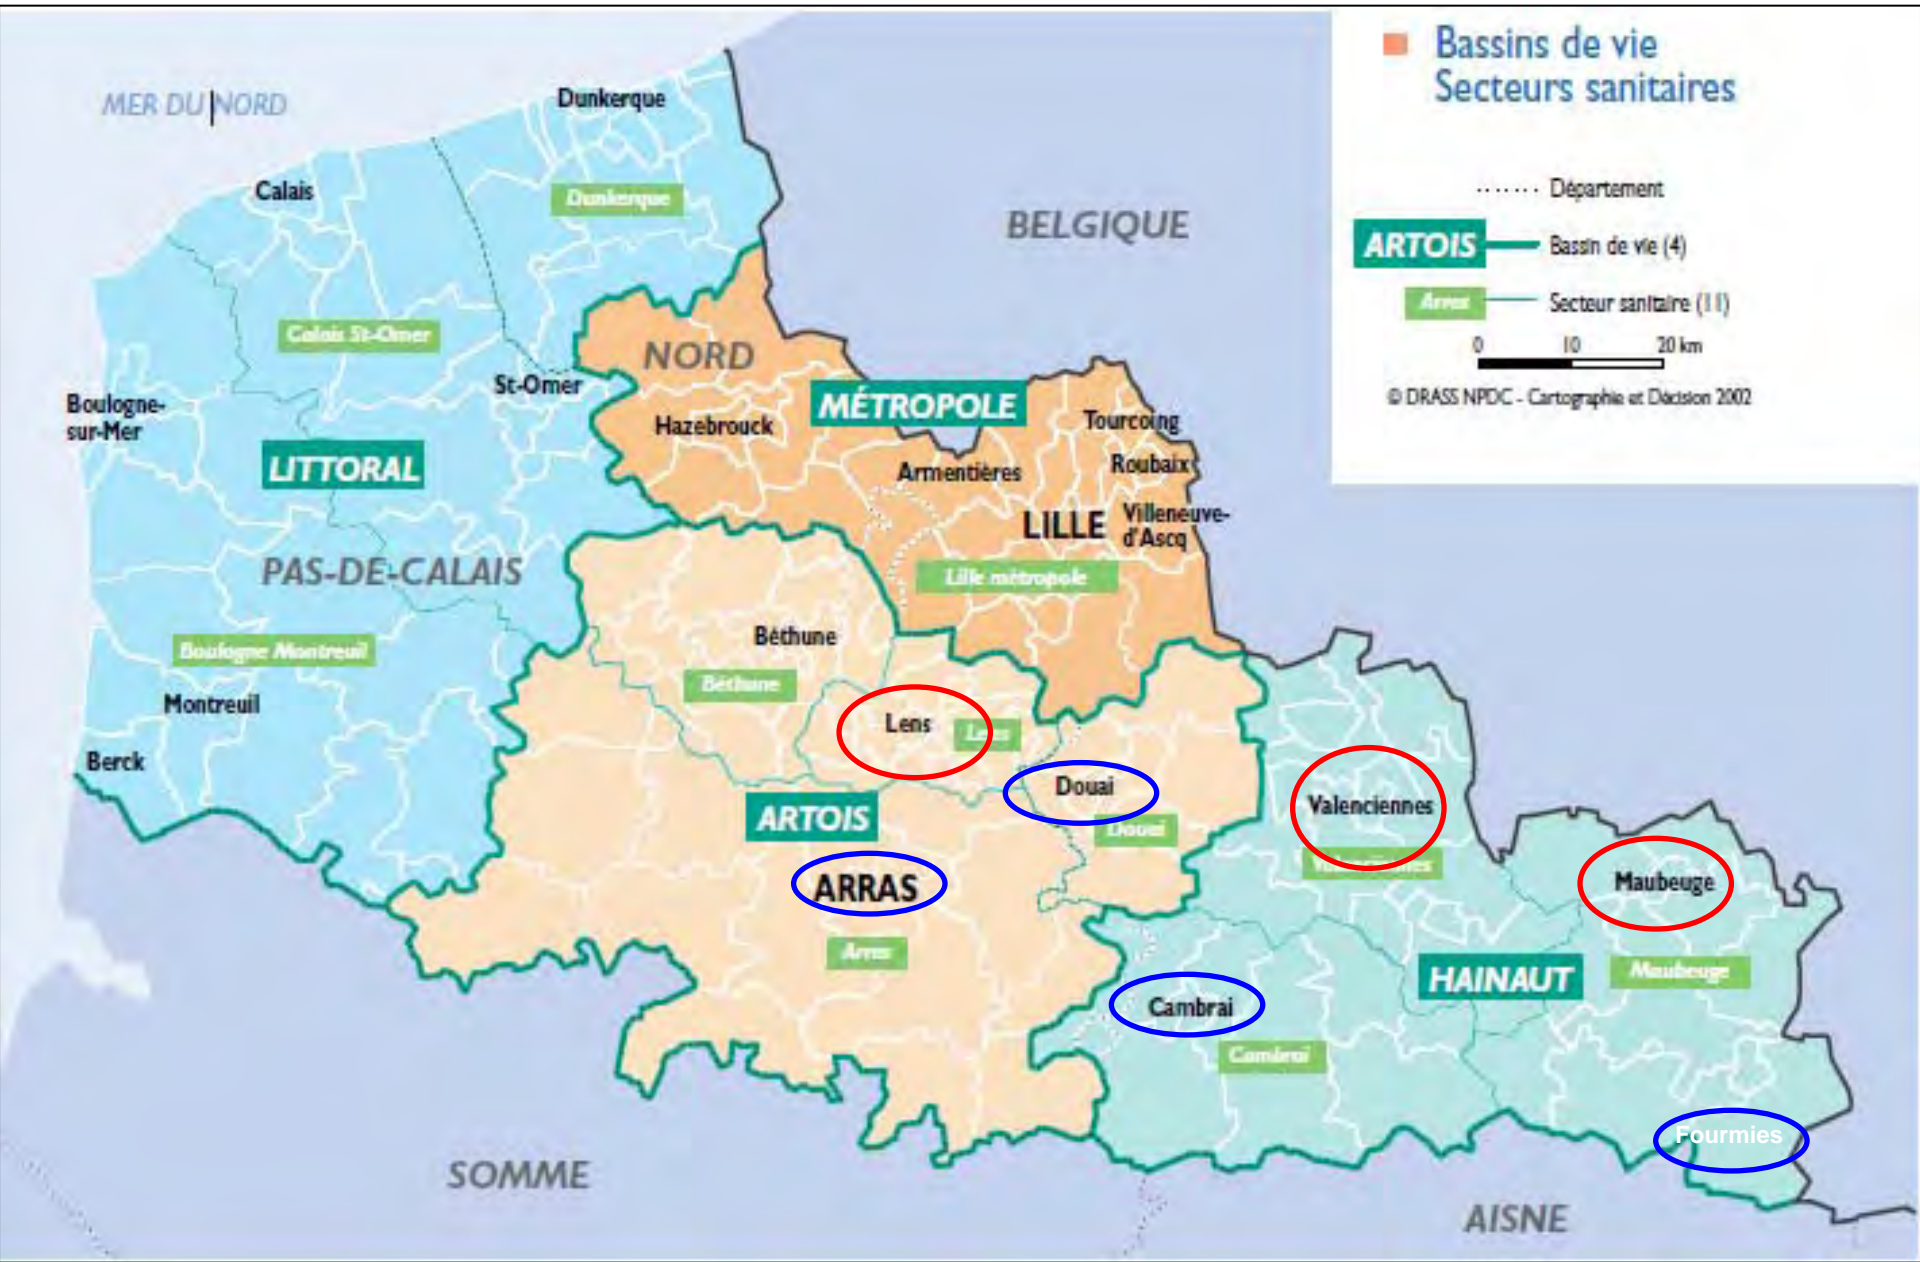 Bassins de vie
Secteurs sanitaires
MER DU NORD
Dunkerque
Calais
Dunkerque
Département
BELGIQUE
ARTOIS
Bassin de vie (4)
Arras
Secteur sanitaire (11)
Calais St-Omer
0 10 20 km
NORD
St-Omer
© DRASS NPDC - Cartographie et Décision 2002
Boulogne-
sur-Mer
MÉTROPOLE
Hazebrouck
Tourcoing
LITTORAL
Armentières
Roubaix
LILLE
Villeneuve-
d'Ascq
PAS-DE-CALAIS
Lille métropole
Béthune
Boulogne Montreuil
Béthune
Montreuil
Lens
Lens
Berck
Douai
Valenciennes
ARTOIS
Douai
Valenciennes
ARRAS
Maubeuge
Arras
HAINAUT
Maubeuge
Cambrai
Cambrai
Fourmies
SOMME
AISNE